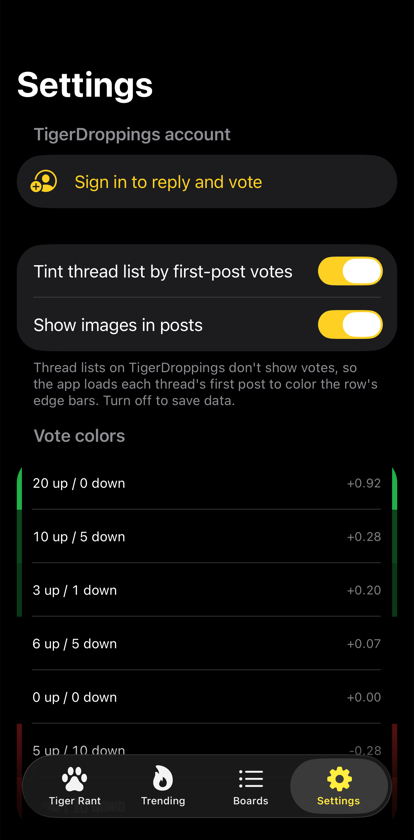 Settings
TigerDroppings account
Sign in to reply and vote
Tint thread list by first-post votes
Show images in posts
Thread lists on TigerDroppings don't show votes, so
the app loads each thread's first post to color the row's
edge bars. Turn off to save data.
Vote colors
20 up / 0 down +0.92
10 up / 5 down +0.28
3 up / 1 down +0.20
6 up / 5 down +0.07
0 up / 0 down +0.00
5 up / 10 down -0.28
Tiger Rant Trending Boards Settings